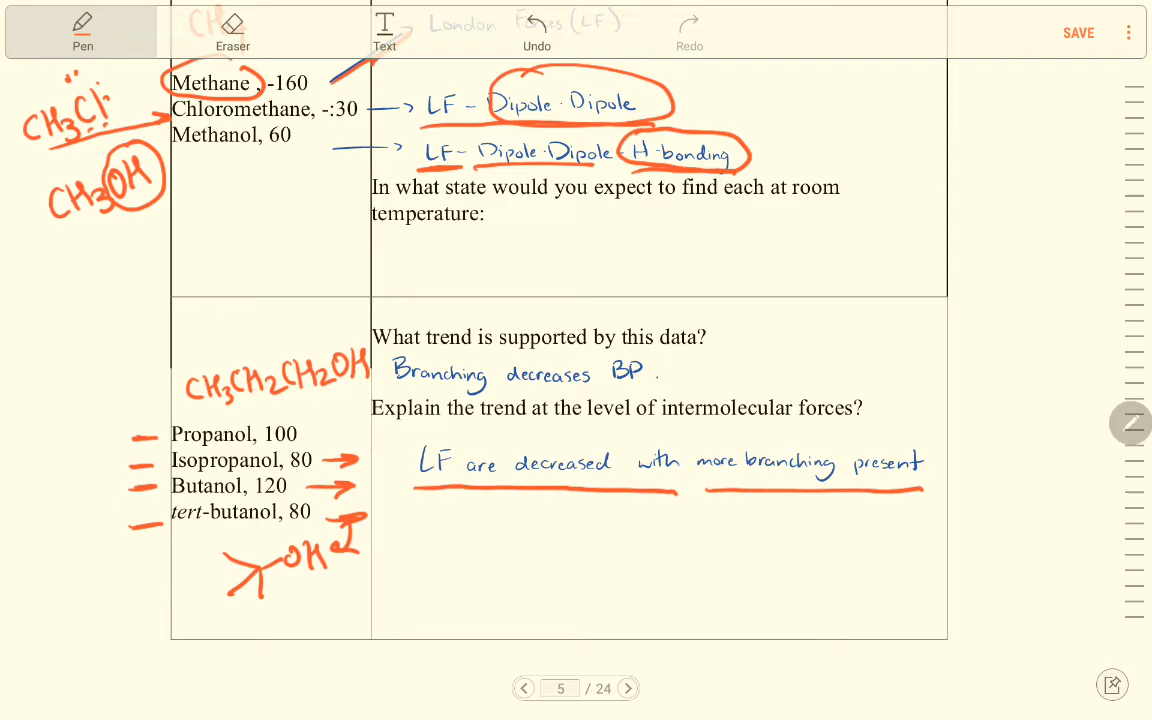 Pen
Eraser
Text
Undo
Redo
SAVE
London Forces (LF)
Methane , -160
Chloromethane, -:30
Methanol, 60
CH3Cl
CH3OH
LF - Dipole · Dipole
LF - Dipole · Dipole H-bonding
In what state would you expect to find each at room
temperature:
What trend is supported by this data?
Branching decreases BP .
Explain the trend at the level of intermolecular forces?
LF are decreased with more branching present
CH3CH2CH2OH
Propanol, 100
Isopropanol, 80
Butanol, 120
tert-butanol, 80
OH
5 / 24